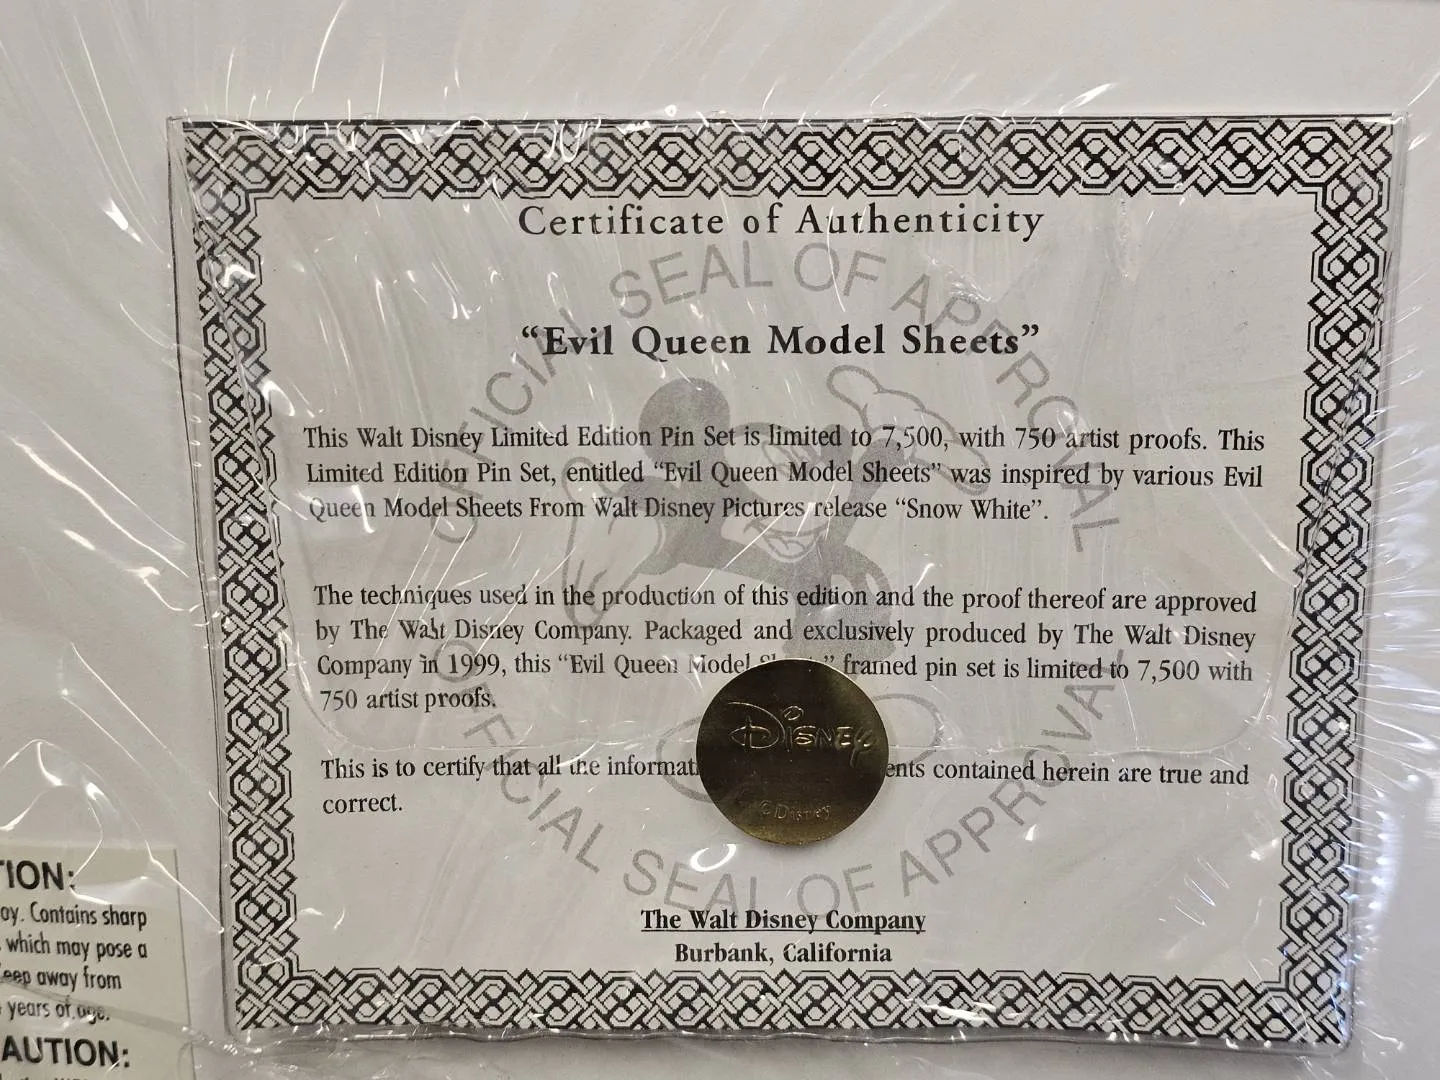 Certificate of Authenticity
OFFICIAL SEAL OF APPROVAL
“Evil Queen Model Sheets”
This Walt Disney Limited Edition Pin Set is limited to 7,500, with 750 artist proofs. This
Limited Edition Pin Set, entitled “Evil Queen Model Sheets” was inspired by various Evil
Queen Model Sheets From Walt Disney Pictures release “Snow White”.
The techniques used in the production of this edition and the proof thereof are approved
by The Walt Disney Company. Packaged and exclusively produced by The Walt Disney
Company in 1999, this “Evil Queen Model ” framed pin set is limited to 7,500 with
750 artist proofs.
Disney
©Disney
This is to certify that all the informati ents contained herein are true and
correct.
OFFICIAL SEAL OF APPROVAL
The Walt Disney Company
Burbank, California
TION:
oy. Contains sharp
which may pose a
eep away from
years of age.
AUTION: